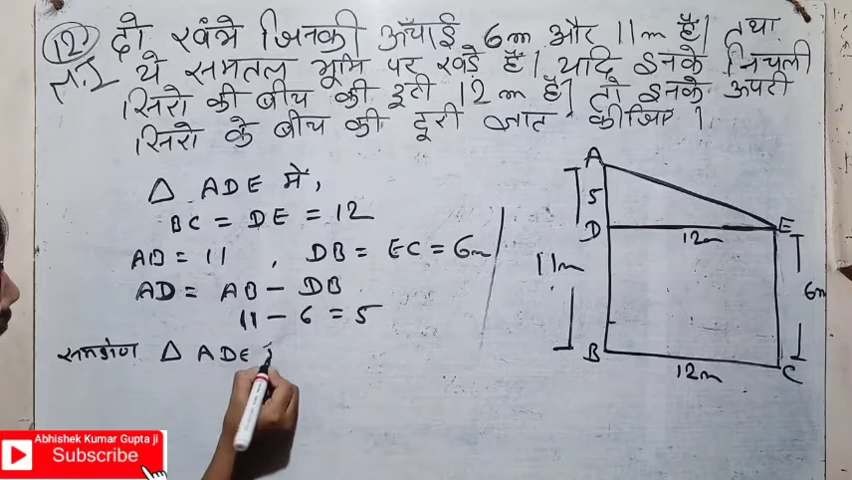 (12) दो खंभे जिनकी ऊँचाई 6m और 11m हैं। तथा
ये समतल भूमि पर खड़े हैं। यदि इनके निचली
सिरो की बीच की दूरी 12m है। तो इनके ऊपरी
सिरो के बीच की दूरी ज्ञात कीजिए।
△ ADE में,
BC = DE = 12
AB = 11 , DB = EC = 6m
AD = AB - DB
11 - 6 = 5
समकोण △ ADE
A
5
D
E
12m
11m
6m
B
12m
C
Abhishek Kumar Gupta ji
Subscribe